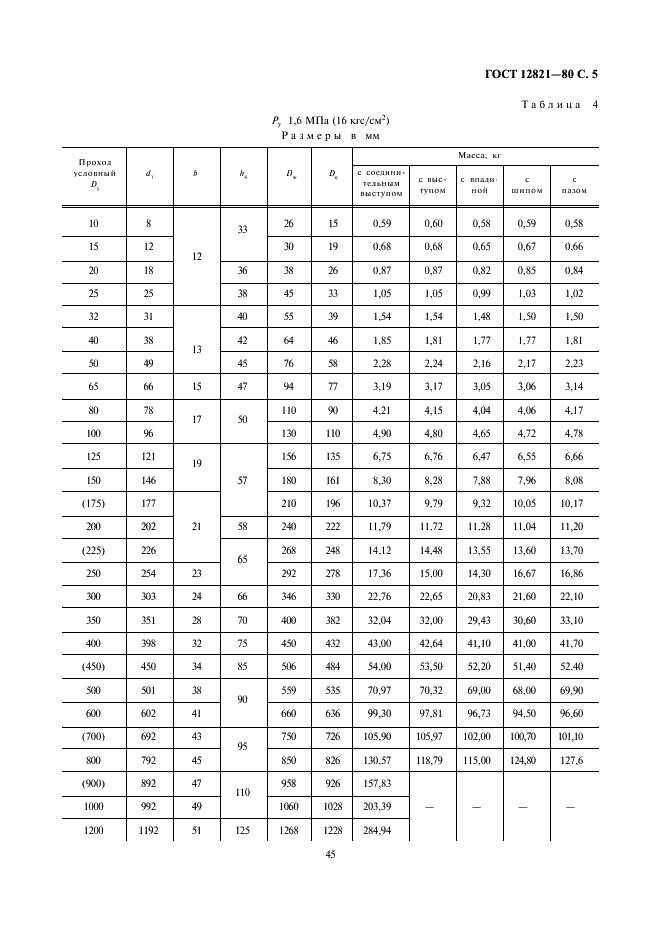 ГОСТ 12821—80 С. 5
Таблица 4
Pу 1,6 МПа (16 кгс/см²)
Размеры в мм
Проход условный Dу | d1 | b | h4 | Dм | Dп | Масса, кг
с соединительным выступом | с выступом | с впадиной | с шипом | с пазом
10 8 12 33 26 15 0,59 0,60 0,58 0,59 0,58
15 12 30 19 0,68 0,68 0,65 0,67 0,66
20 18 36 38 26 0,87 0,87 0,82 0,85 0,84
25 25 38 45 33 1,05 1,05 0,99 1,03 1,02
32 31 13 40 55 39 1,54 1,54 1,48 1,50 1,50
40 38 42 64 46 1,85 1,81 1,77 1,77 1,81
50 49 45 76 58 2,28 2,24 2,16 2,17 2,23
65 66 15 47 94 77 3,19 3,17 3,05 3,06 3,14
80 78 17 50 110 90 4,21 4,15 4,04 4,06 4,17
100 96 130 110 4,90 4,80 4,65 4,72 4,78
125 121 19 57 156 135 6,75 6,76 6,47 6,55 6,66
150 146 180 161 8,30 8,28 7,88 7,96 8,08
(175) 177 21 210 196 10,37 9,79 9,32 10,05 10,17
200 202 58 240 222 11,79 11,72 11,28 11,04 11,20
(225) 226 65 268 248 14,12 14,48 13,55 13,60 13,70
250 254 23 292 278 17,36 15,00 14,30 16,67 16,86
300 303 24 66 346 330 22,76 22,65 20,83 21,60 22,10
350 351 28 70 400 382 32,04 32,00 29,43 30,60 33,10
400 398 32 75 450 432 43,00 42,64 41,10 41,00 41,70
(450) 450 34 85 506 484 54,00 53,50 52,20 51,40 52,40
500 501 38 90 559 535 70,97 70,32 69,00 68,00 69,90
600 602 41 660 636 99,30 97,81 96,73 94,50 96,60
(700) 692 43 95 750 726 105,90 105,97 102,00 100,70 101,10
800 792 45 850 826 130,57 118,79 115,00 124,80 127,6
(900) 892 47 110 958 926 157,83
1000 992 49 1060 1028 203,39 — — — —
1200 1192 51 125 1268 1228 284,94
45